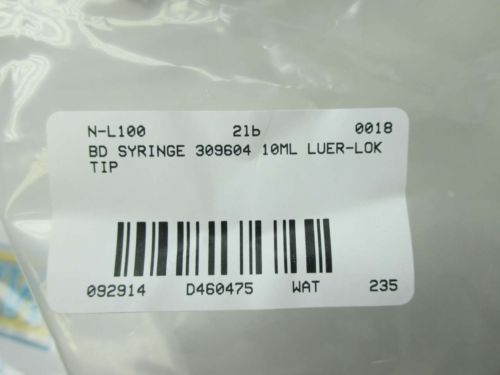 N-L100 21b 0018
BD SYRINGE 309604 10ML LUER-LOK
TIP
092914 D460475 WAT 235